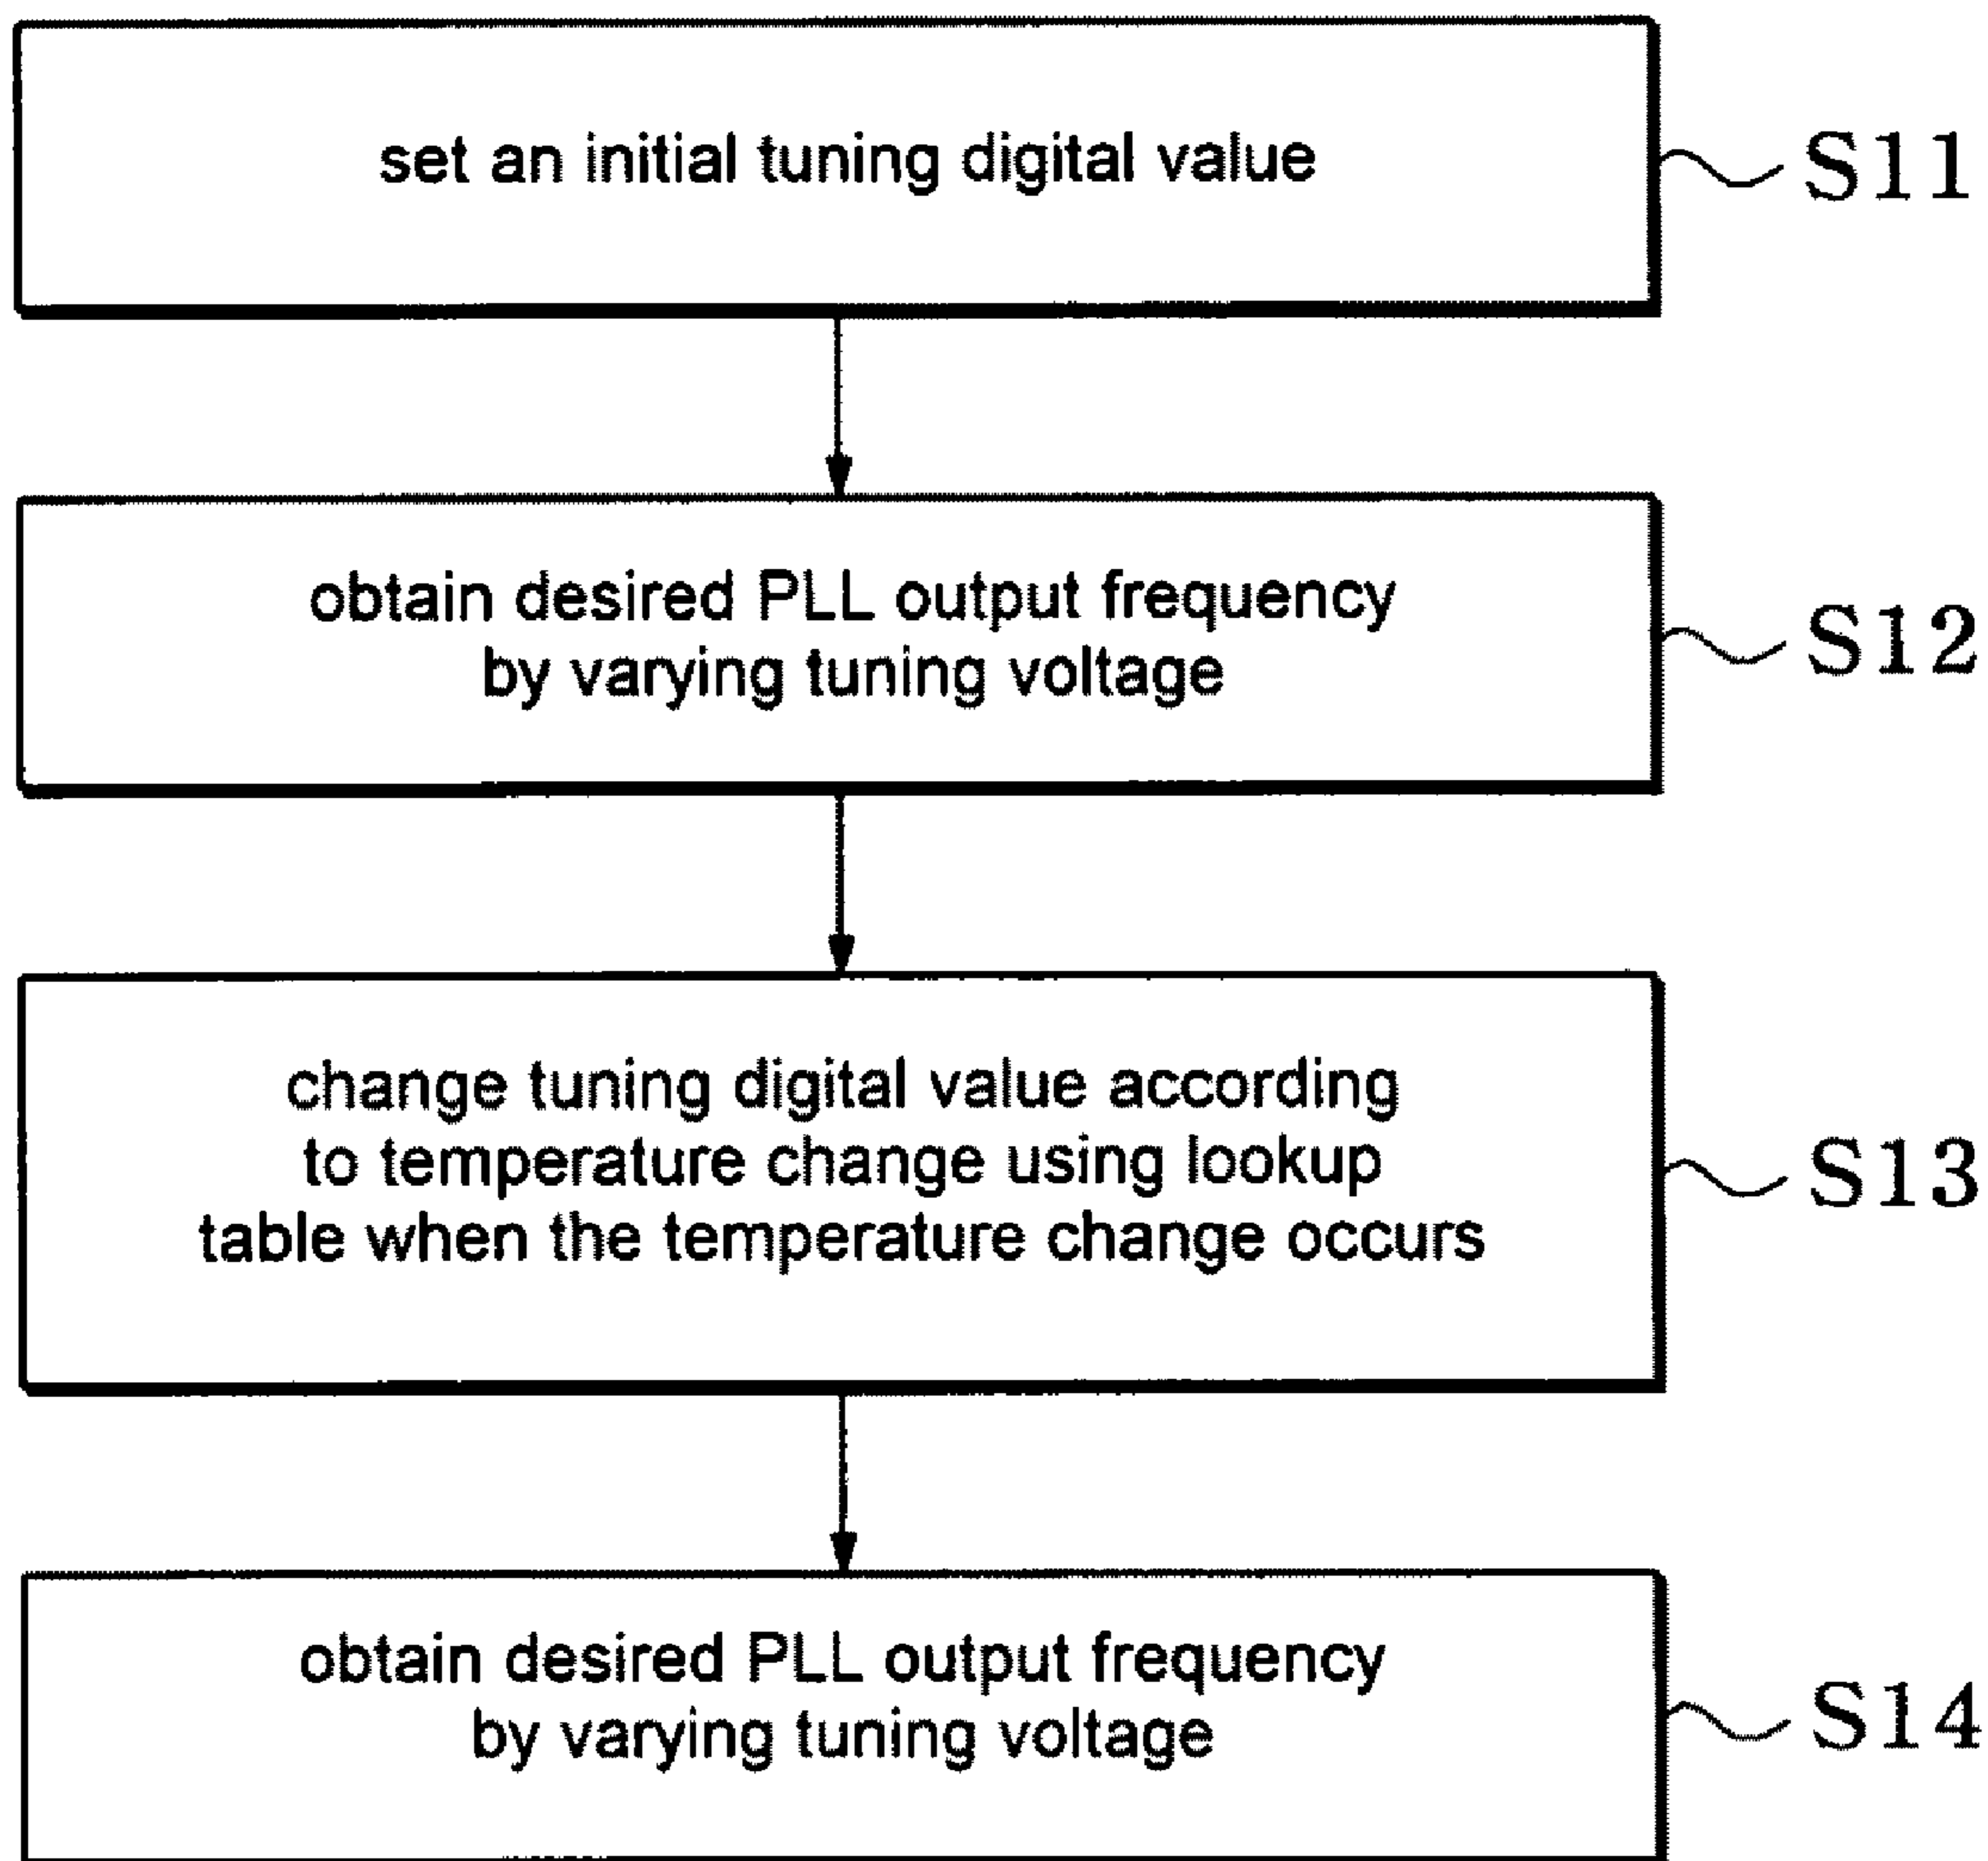 set an initial tuning digital value
S11
obtain desired PLL output frequency
by varying tuning voltage
S12
change tuning digital value according
to temperature change using lookup
table when the temperature change occurs
S13
obtain desired PLL output frequency
by varying tuning voltage
S14